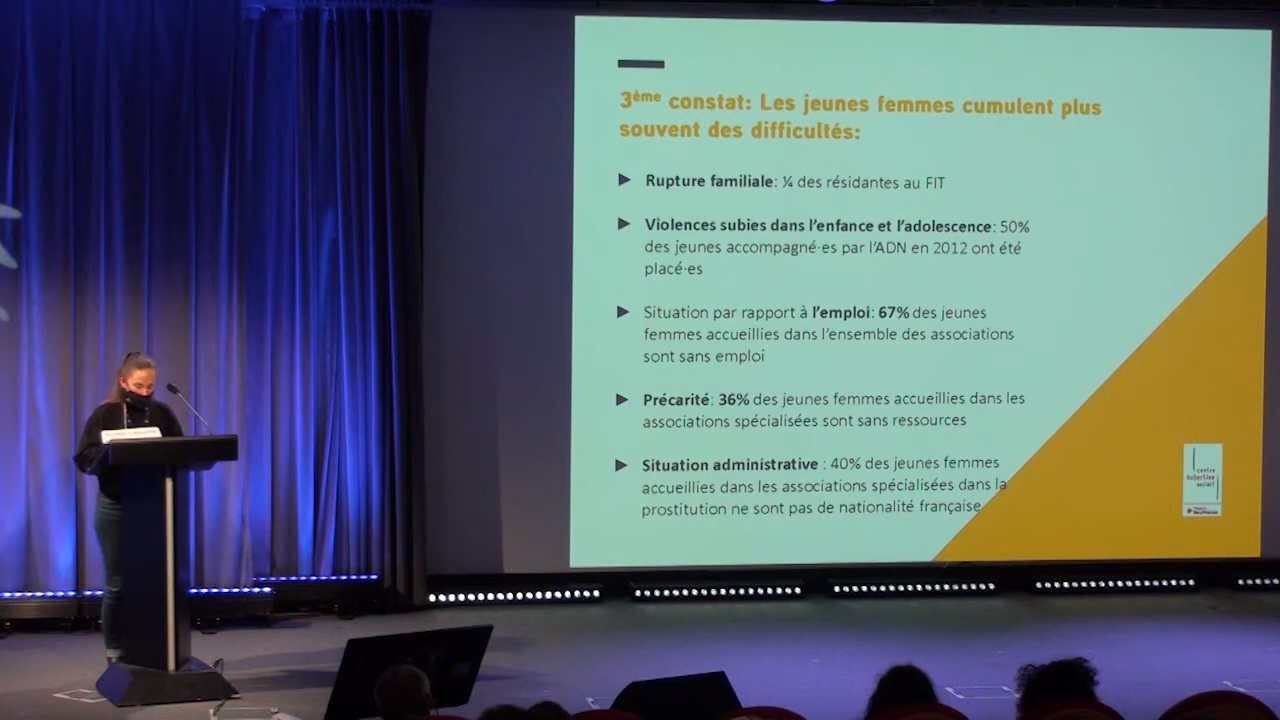 3ème constat: Les jeunes femmes cumulent plus
souvent des difficultés:
Rupture familiale: ¼ des résidantes au FIT
Violences subies dans l'enfance et l'adolescence: 50%
des jeunes accompagné·es par l'ADN en 2012 ont été
placé·es
Situation par rapport à l'emploi: 67% des jeunes
femmes accueillies dans l'ensemble des associations
sont sans emploi
Précarité: 36% des jeunes femmes accueillies dans les
associations spécialisées sont sans ressources
Situation administrative : 40% des jeunes femmes
accueillies dans les associations spécialisées dans la
prostitution ne sont pas de nationalité française
centre
hubertine
auclert